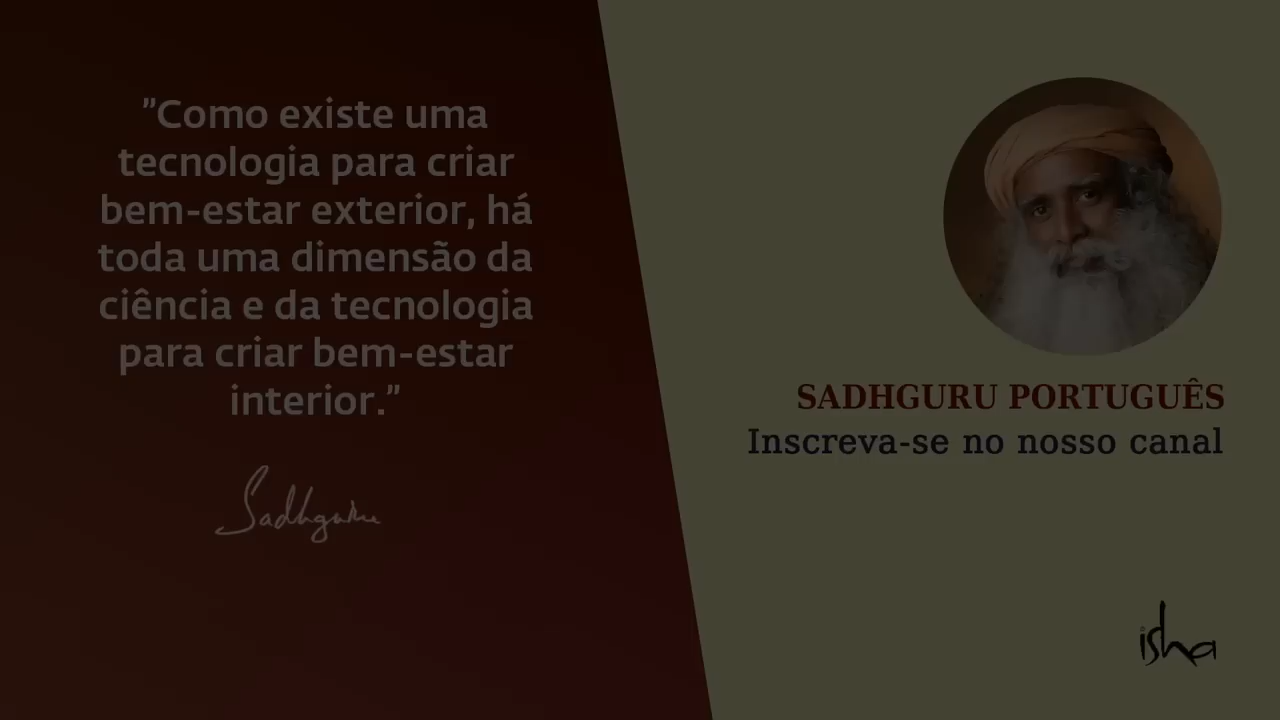 "Como existe uma
tecnologia para criar
bem-estar exterior, há
toda uma dimensão da
ciência e da tecnologia
para criar bem-estar
interior."
Sadhguru
SADHGURU PORTUGUÊS
Inscreva-se no nosso canal
isha